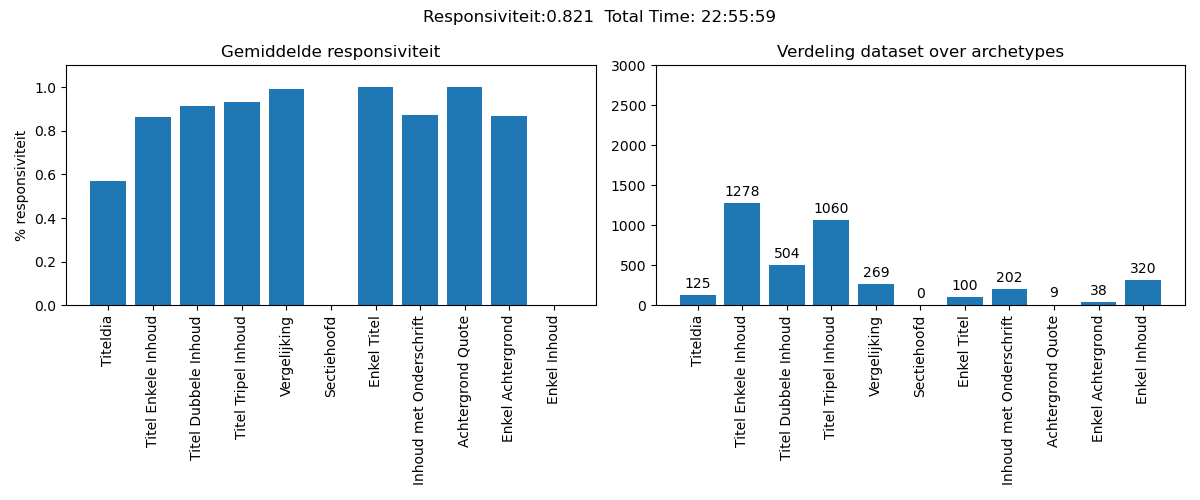 Responsiviteit:0.821  Total Time: 22:55:59
Gemiddelde responsiviteit
% responsiviteit
1.0
0.8
0.6
0.4
0.2
0.0
Titeldia
Titel Enkele Inhoud
Titel Dubbele Inhoud
Titel Tripel Inhoud
Vergelijking
Sectiehoofd
Enkel Titel
Inhoud met Onderschrift
Achtergrond Quote
Enkel Achtergrond
Enkel Inhoud
Verdeling dataset over archetypes
3000
2500
2000
1500
1000
500
0
125
1278
504
1060
269
0
100
202
9
38
320
Titeldia
Titel Enkele Inhoud
Titel Dubbele Inhoud
Titel Tripel Inhoud
Vergelijking
Sectiehoofd
Enkel Titel
Inhoud met Onderschrift
Achtergrond Quote
Enkel Achtergrond
Enkel Inhoud